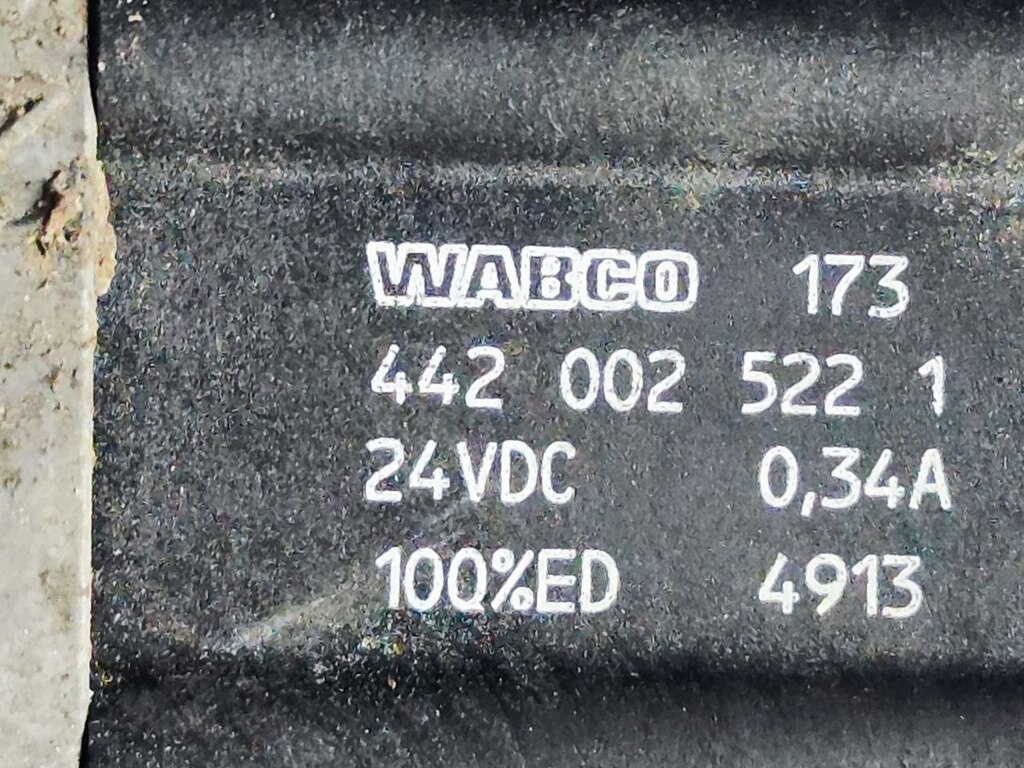 WABCO 173
442 002 522 1
24VDC 0,34A
100%ED 4913